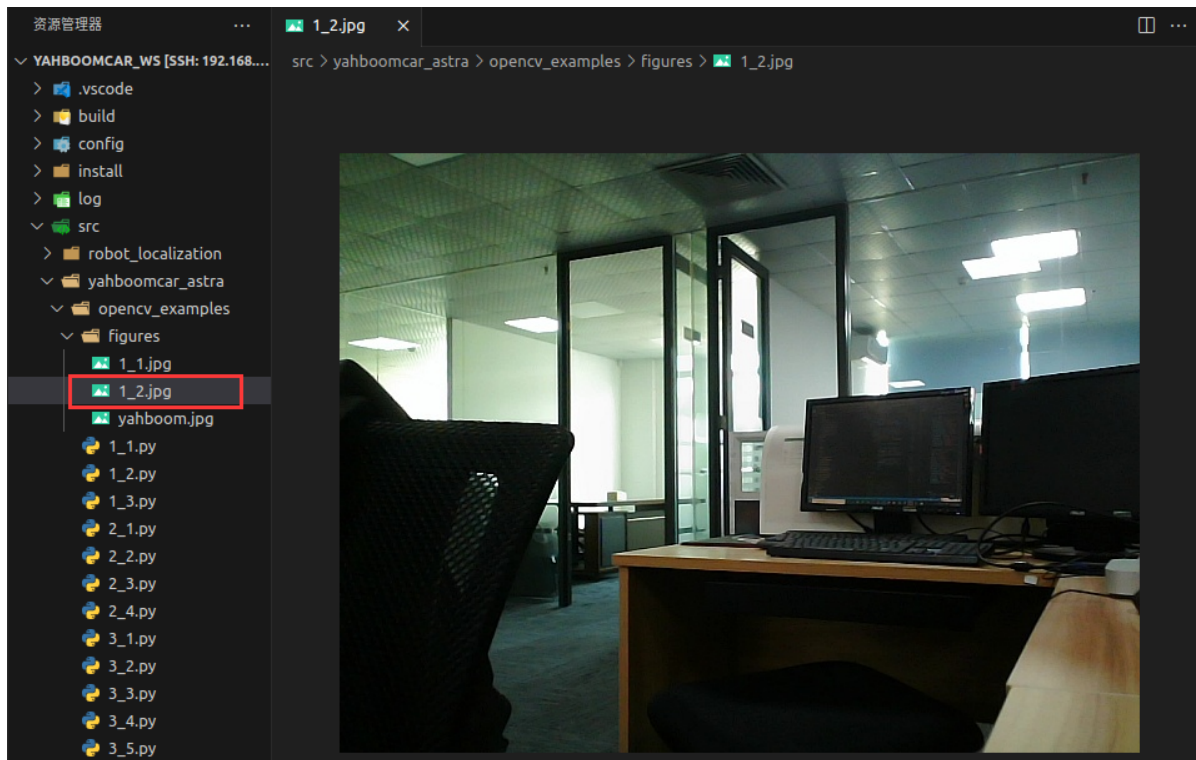 资源管理器 ···
1_2.jpg ×
···
YAHBOOMCAR_WS [SSH: 192.168....
src > yahboomcar_astra > opencv_examples > figures > 1_2.jpg
.vscode
build
config
install
log
src
robot_localization
yahboomcar_astra
opencv_examples
figures
1_1.jpg
1_2.jpg
yahboom.jpg
1_1.py
1_2.py
1_3.py
2_1.py
2_2.py
2_3.py
2_4.py
3_1.py
3_2.py
3_3.py
3_4.py
3_5.py